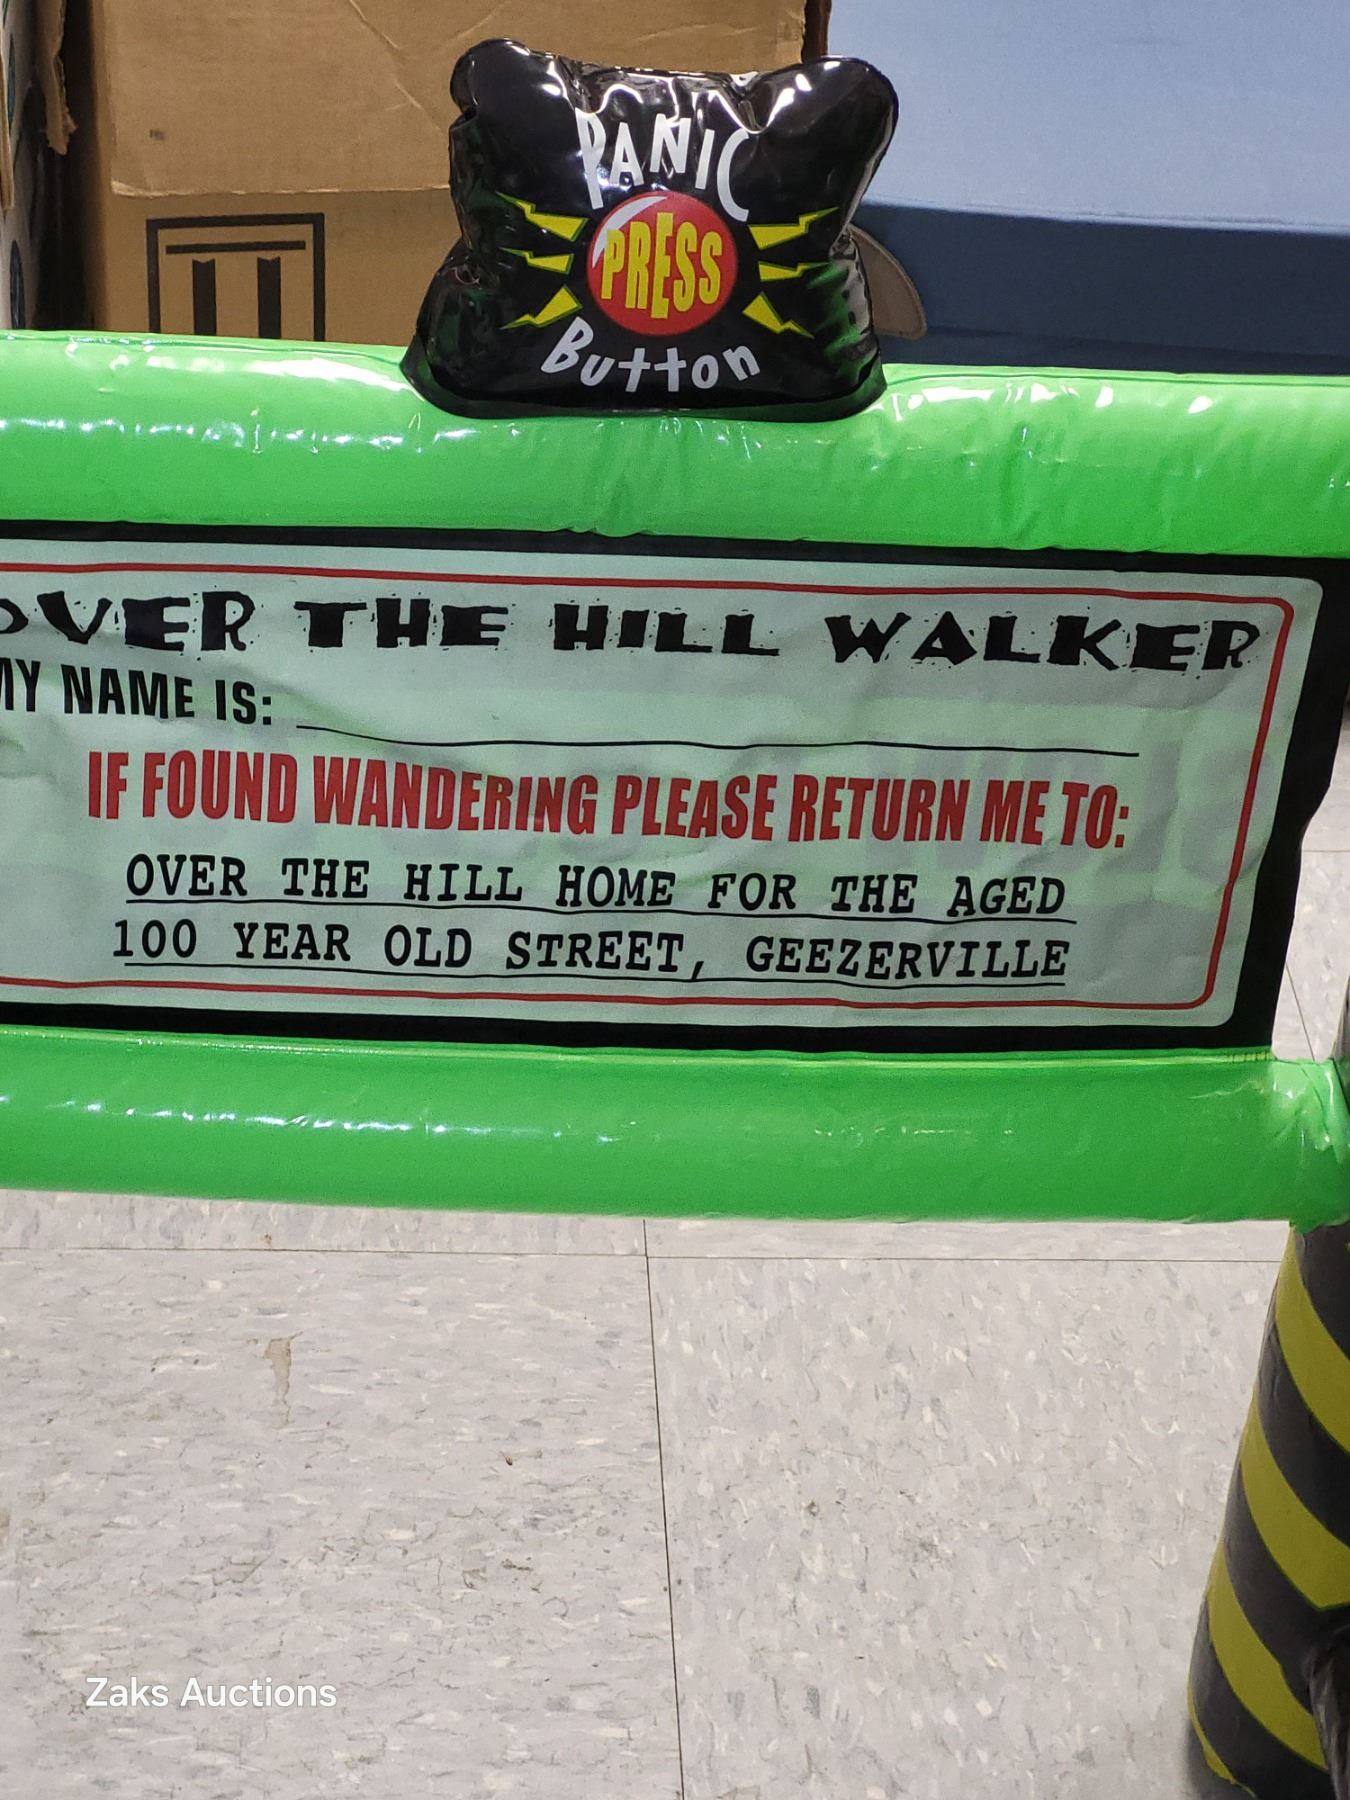 PANIC
PRESS
Button
OVER THE HILL WALKER
MY NAME IS:
IF FOUND WANDERING PLEASE RETURN ME TO:
OVER THE HILL HOME FOR THE AGED
100 YEAR OLD STREET, GEEZERVILLE
Zaks Auctions